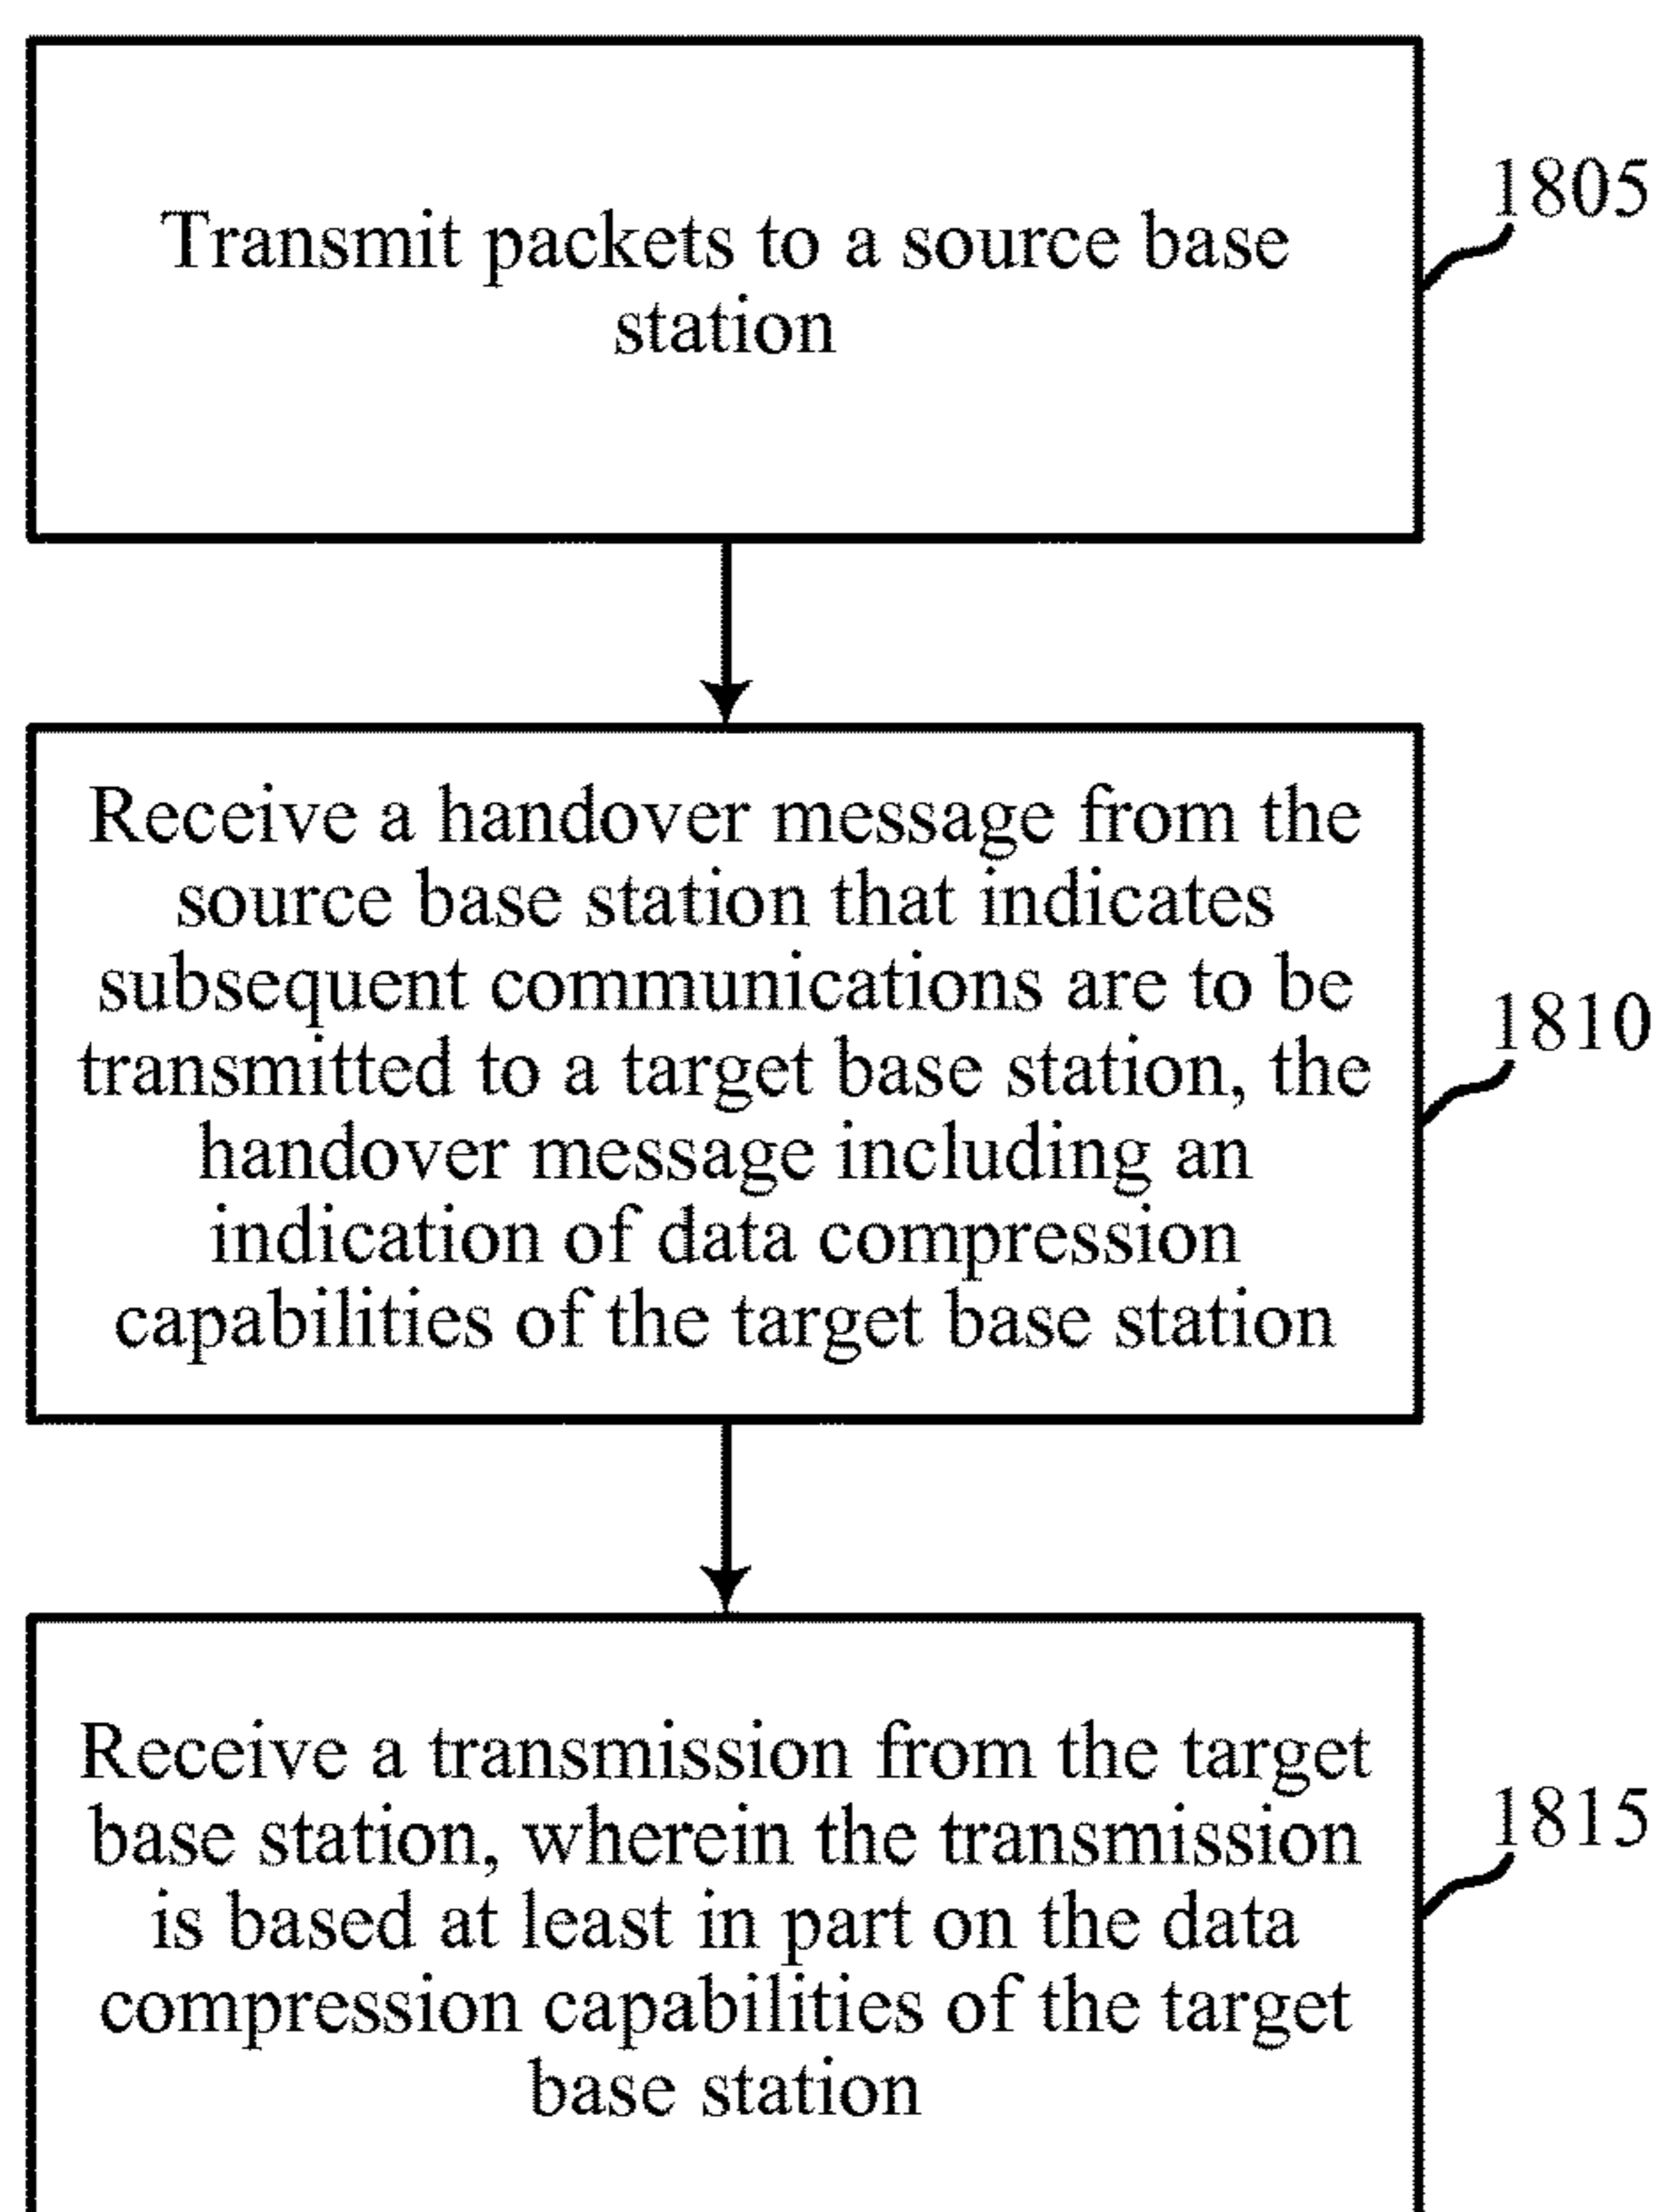 Transmit packets to a source base
station
1805
Receive a handover message from the
source base station that indicates
subsequent communications are to be
transmitted to a target base station, the
handover message including an
indication of data compression
capabilities of the target base station
1810
Receive a transmission from the target
base station, wherein the transmission
is based at least in part on the data
compression capabilities of the target
base station
1815